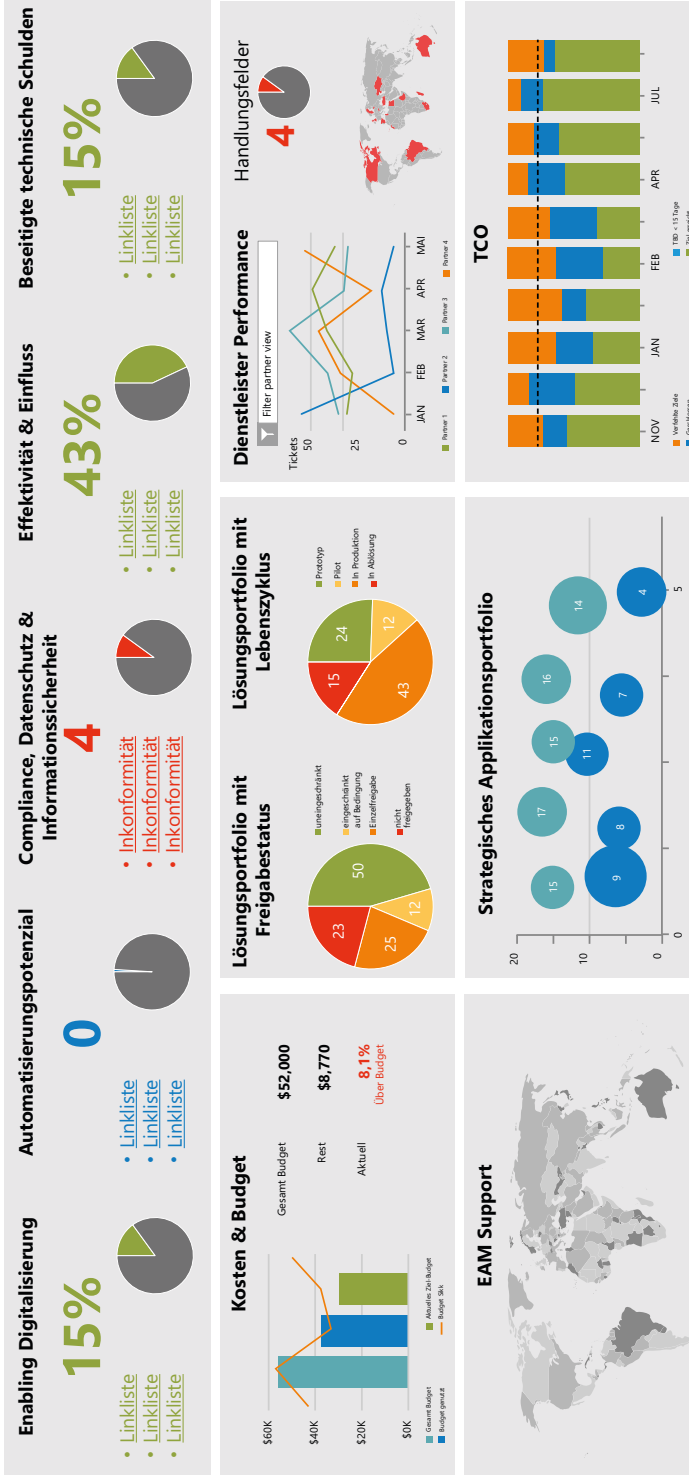 Enabling Digitalisierung
15%
• Linkliste
• Linkliste
• Linkliste
Automatisierungspotenzial
0
• Linkliste
• Linkliste
• Linkliste
Compliance, Datenschutz &
Informationssicherheit
4
• Inkonformität
• Inkonformität
• Inkonformität
Effektivität & Einfluss
43%
• Linkliste
• Linkliste
• Linkliste
Beseitigte technische Schulden
15%
• Linkliste
• Linkliste
• Linkliste
Kosten & Budget
$60K
$40K
$20K
$0K
Gesamt Budget
Budget genutzt
Aktuelles Ziel-Budget
Budget Sikk
Gesamt Budget
$52,000
Rest
$8,770
Aktuell
8,1%
Über Budget
Lösungsportfolio mit
Freigabestatus
23
50
25
12
uneingeschränkt
eingeschränkt
auf Bedingung
Einzelfreigabe
nicht
freigegeben
Lösungsportfolio mit
Lebenszyklus
15
24
43
12
Prototyp
Pilot
In Produktion
In Ablösung
Dienstleister Performance
Filter partner view
Tickets
50
25
0
JAN
FEB
MAR
APR
MAI
Partner 1
Partner 2
Partner 3
Partner 4
Handlungsfelder
4
EAM Support
Strategisches Applikationsportfolio
20
10
0
0
5
15
17
15
16
14
9
8
11
7
4
TCO
NOV
JAN
FEB
APR
JUL
Verfehlte Ziele
TBD < 15 Tage